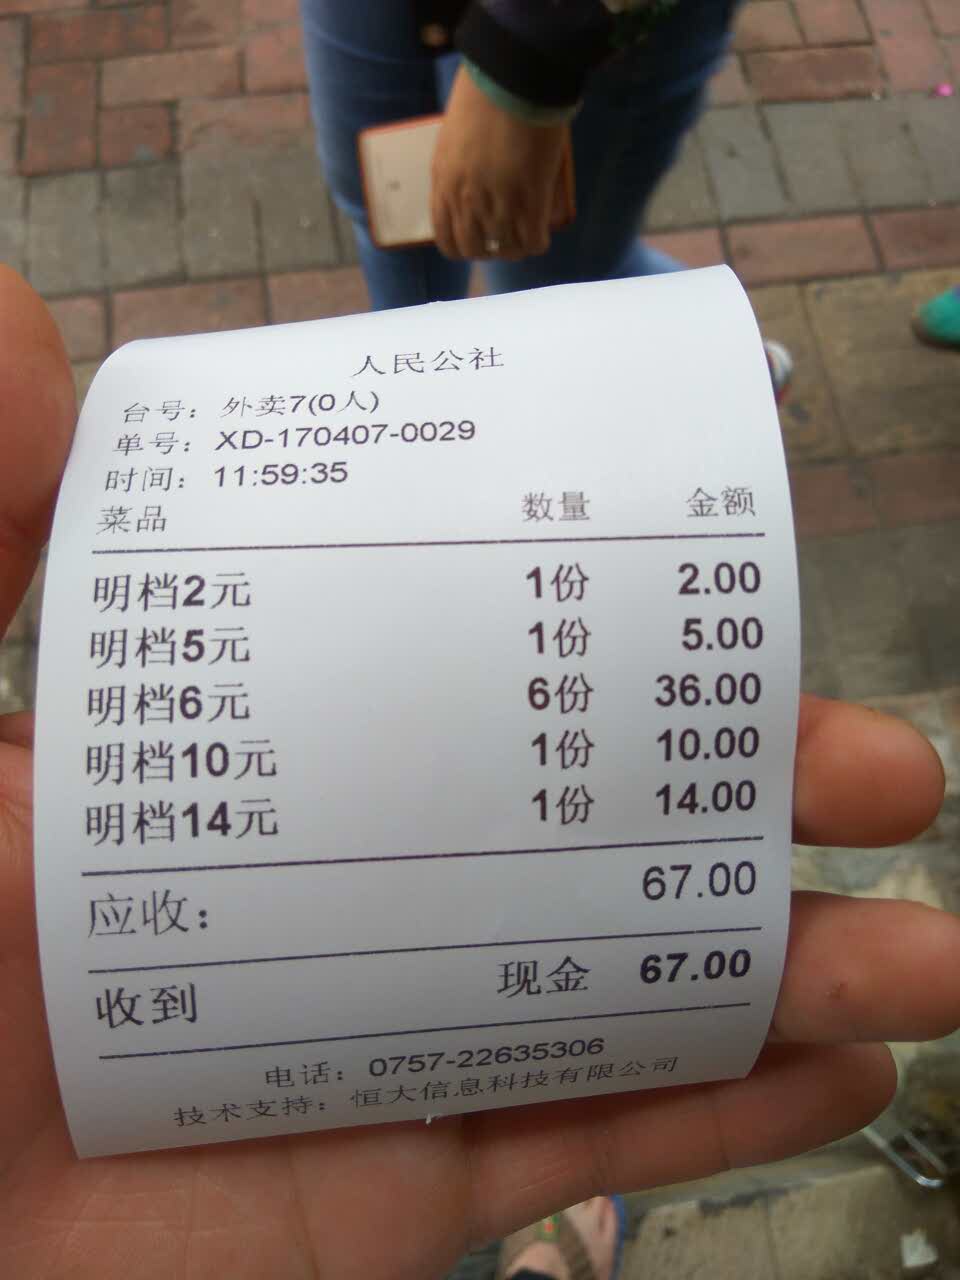 人民公社
台号：外卖7(0人)
单号：XD-170407-0029
时间：11:59:35
菜品 数量 金额
明档2元 1份 2.00
明档5元 1份 5.00
明档6元 6份 36.00
明档10元 1份 10.00
明档14元 1份 14.00
应收： 67.00
收到 现金 67.00
电话：0757-22635306
技术支持：恒大信息科技有限公司